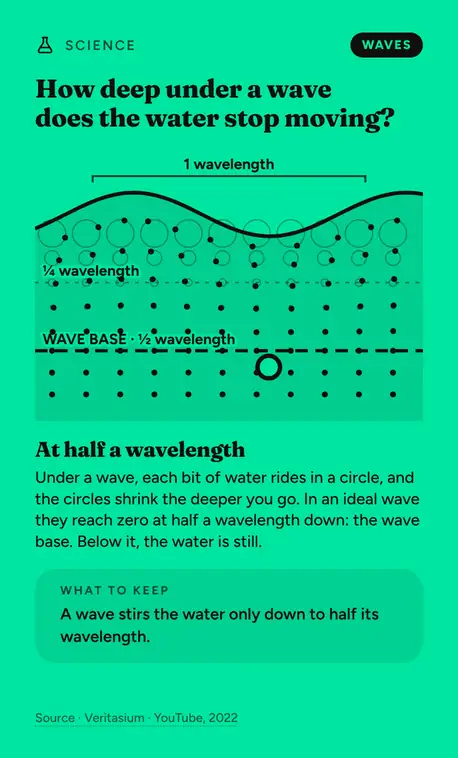 SCIENCE
WAVES
How deep under a wave
does the water stop moving?
1 wavelength
¼ wavelength
WAVE BASE · ½ wavelength
At half a wavelength
Under a wave, each bit of water rides in a circle, and
the circles shrink the deeper you go. In an ideal wave
they reach zero at half a wavelength down: the wave
base. Below it, the water is still.
WHAT TO KEEP
A wave stirs the water only down to half its
wavelength.
Source · Veritasium · YouTube, 2022